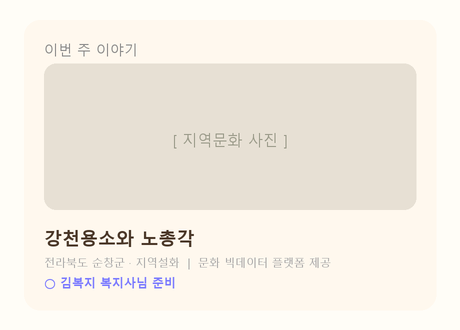 이번 주 이야기
[ 지역문화 사진 ]
강천용소와 노총각
전라북도 순창군 · 지역설화 | 문화 빅데이터 플랫폼 제공
○ 김복지 복지사님 준비